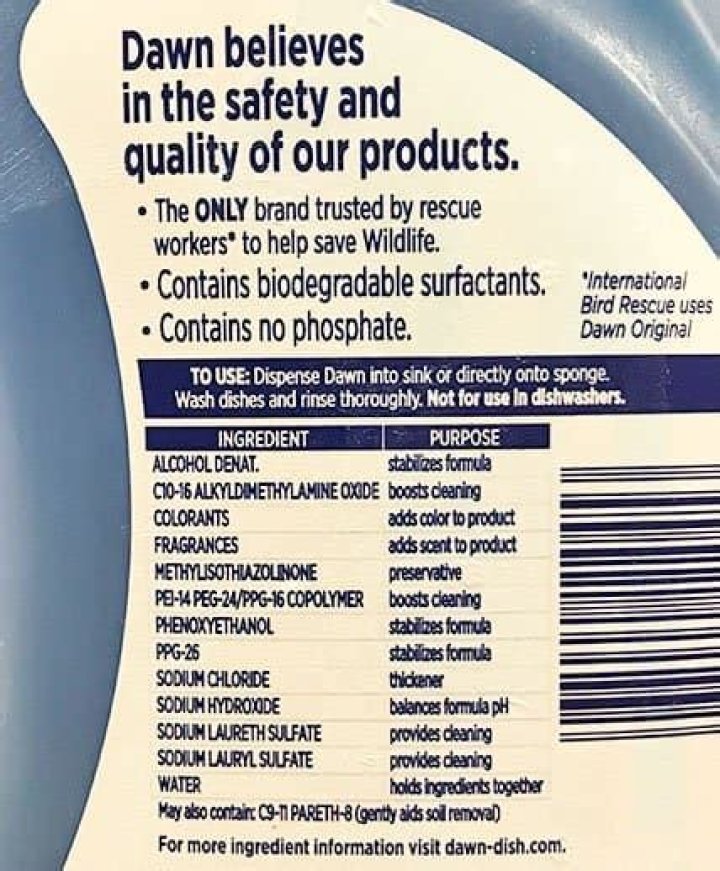 Dawn believes
in the safety and
quality of our products.
• The ONLY brand trusted by rescue
workers* to help save Wildlife.
• Contains biodegradable surfactants.
• Contains no phosphate.
*International
Bird Rescue uses
Dawn Original
TO USE: Dispense Dawn into sink or directly onto sponge.
Wash dishes and rinse thoroughly. Not for use in dishwashers.
INGREDIENT PURPOSE
ALCOHOL DENAT. stabilizes formula
C10-16 ALKYLDIMETHYLAMINE OXIDE boosts cleaning
COLORANTS adds color to product
FRAGRANCES adds scent to product
METHYLISOTHIAZOLINONE preservative
PEI-14 PEG-24/PPG-16 COPOLYMER boosts cleaning
PHENOXYETHANOL stabilizes formula
PPG-26 stabilizes formula
SODIUM CHLORIDE thickener
SODIUM HYDROXIDE balances formula pH
SODIUM LAURETH SULFATE provides cleaning
SODIUM LAURYL SULFATE provides cleaning
WATER holds ingredients together
May also contain: C9-11 PARETH-8 (gently aids soil removal)
For more ingredient information visit dawn-dish.com.